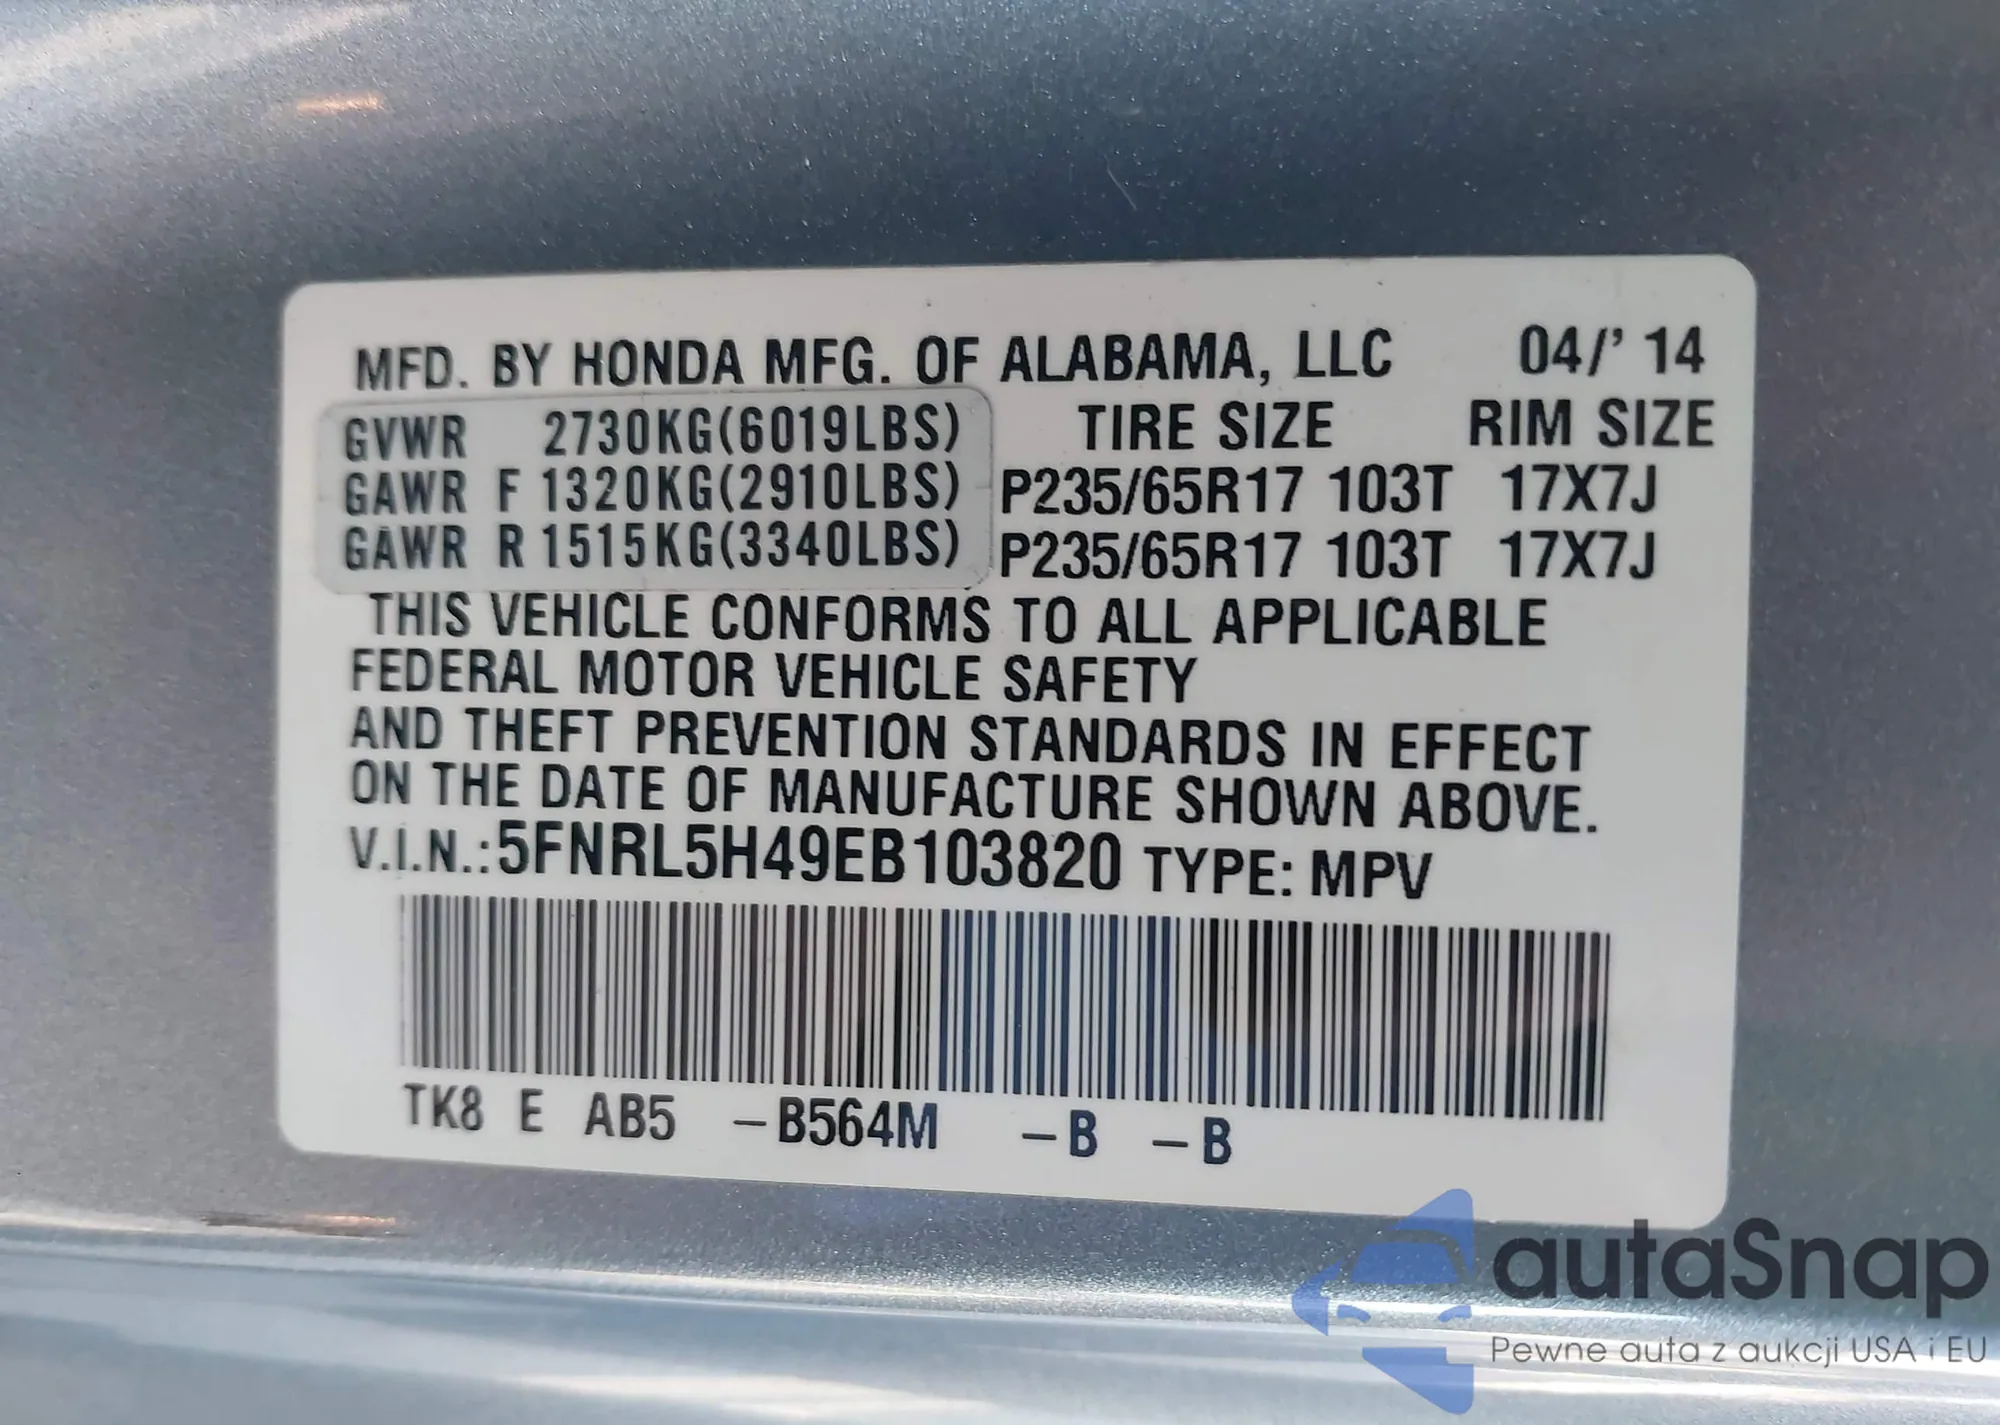 MFD. BY HONDA MFG. OF ALABAMA, LLC 04/' 14
GVWR 2730KG(6019LBS) TIRE SIZE RIM SIZE
GAWR F 1320KG(2910LBS) P235/65R17 103T 17X7J
GAWR R 1515KG(3340LBS) P235/65R17 103T 17X7J
THIS VEHICLE CONFORMS TO ALL APPLICABLE
FEDERAL MOTOR VEHICLE SAFETY
AND THEFT PREVENTION STANDARDS IN EFFECT
ON THE DATE OF MANUFACTURE SHOWN ABOVE.
V.I.N.:5FNRL5H49EB103820 TYPE: MPV
TK8 E AB5 –B564M –B –B
autaSnap
Pewne auta z aukcji USA i EU